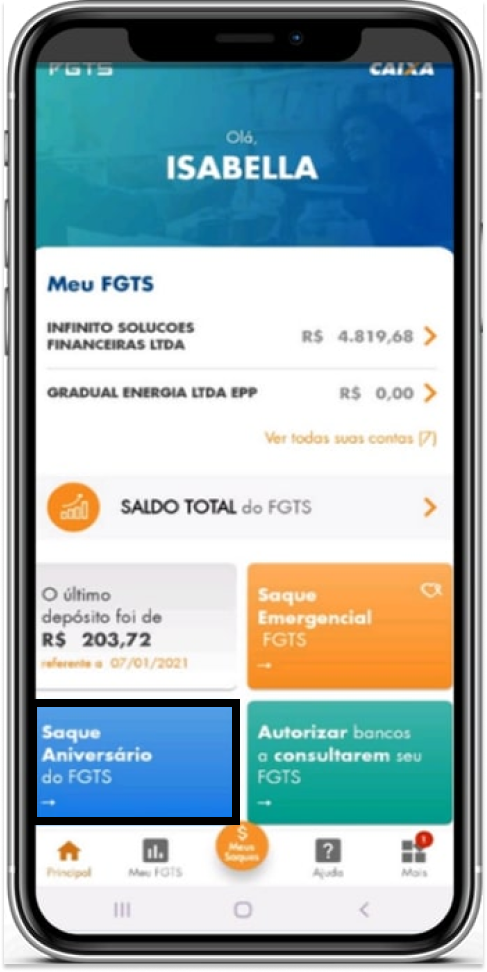 FGTS
CAIXA
Olá,
ISABELLA
Meu FGTS
INFINITO SOLUCOES
FINANCEIRAS LTDA
R$ 4.819,68
GRADUAL ENERGIA LTDA EPP
R$ 0,00
Ver todas suas contas (7)
SALDO TOTAL do FGTS
O último
depósito foi de
R$ 203,72
referente a 07/01/2021
Saque
Emergencial
FGTS
Saque
Aniversário
do FGTS
Autorizar bancos
a consultarem seu
FGTS
Principal
Meu FGTS
$
Meus
Saques
?
Ajuda
1
Mais